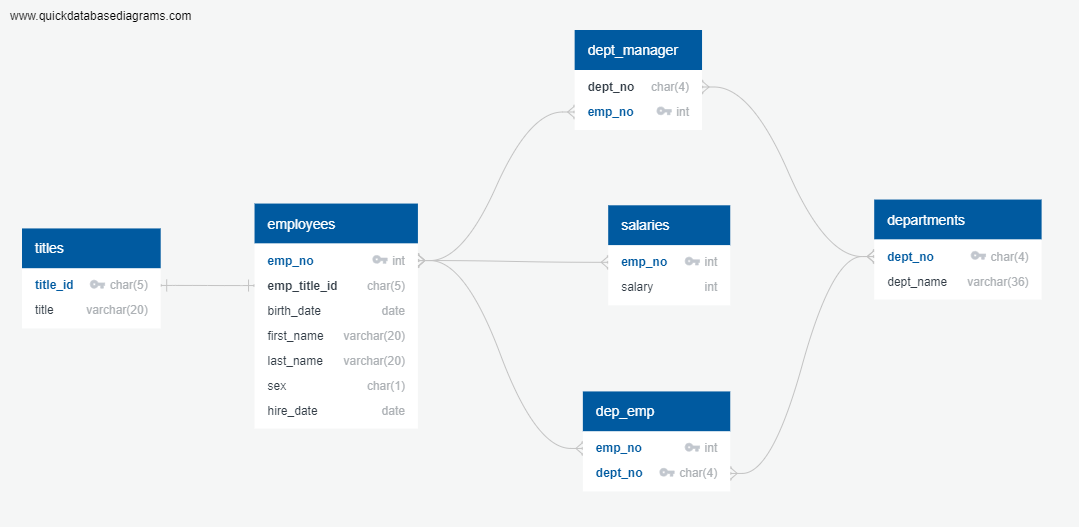 www.quickdatabasediagrams.com
titles
title_id char(5)
title varchar(20)
employees
emp_no int
emp_title_id char(5)
birth_date date
first_name varchar(20)
last_name varchar(20)
sex char(1)
hire_date date
dept_manager
dept_no char(4)
emp_no int
salaries
emp_no int
salary int
dep_emp
emp_no int
dept_no char(4)
departments
dept_no char(4)
dept_name varchar(36)